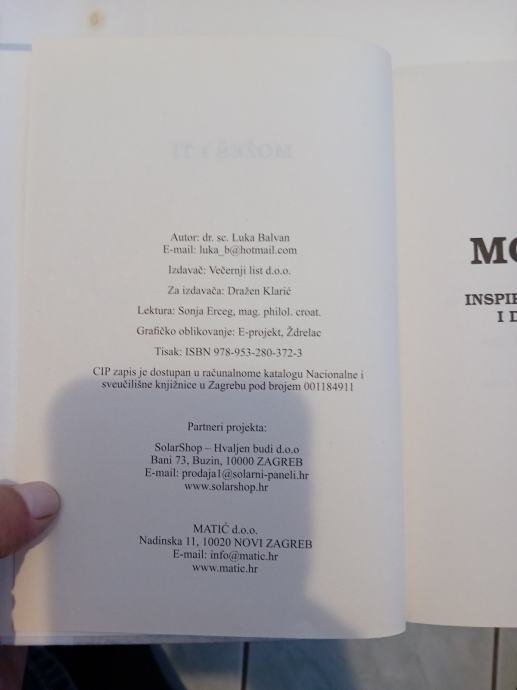 MOŽEŠ I TI
Autor: dr. sc. Luka Balvan
E-mail: luka_b@hotmail.com
Izdavač: Večernji list d.o.o.
Za izdavača: Dražen Klarić
Lektura: Sonja Erceg, mag. philol. croat.
Grafičko oblikovanje: E-projekt, Ždrelac
Tisak: ISBN 978-953-280-372-3
CIP zapis je dostupan u računalnome katalogu Nacionalne i
sveučilišne knjižnice u Zagrebu pod brojem 001184911
Partneri projekta:
SolarShop – Hvaljen budi d.o.o
Bani 73, Buzin, 10000 ZAGREB
E-mail: prodaja1@solarni-paneli.hr
www.solarshop.hr
MATIĆ d.o.o.
Nadinska 11, 10020 NOVI ZAGREB
E-mail: info@matic.hr
www.matic.hr
MO
INSPIR
I D